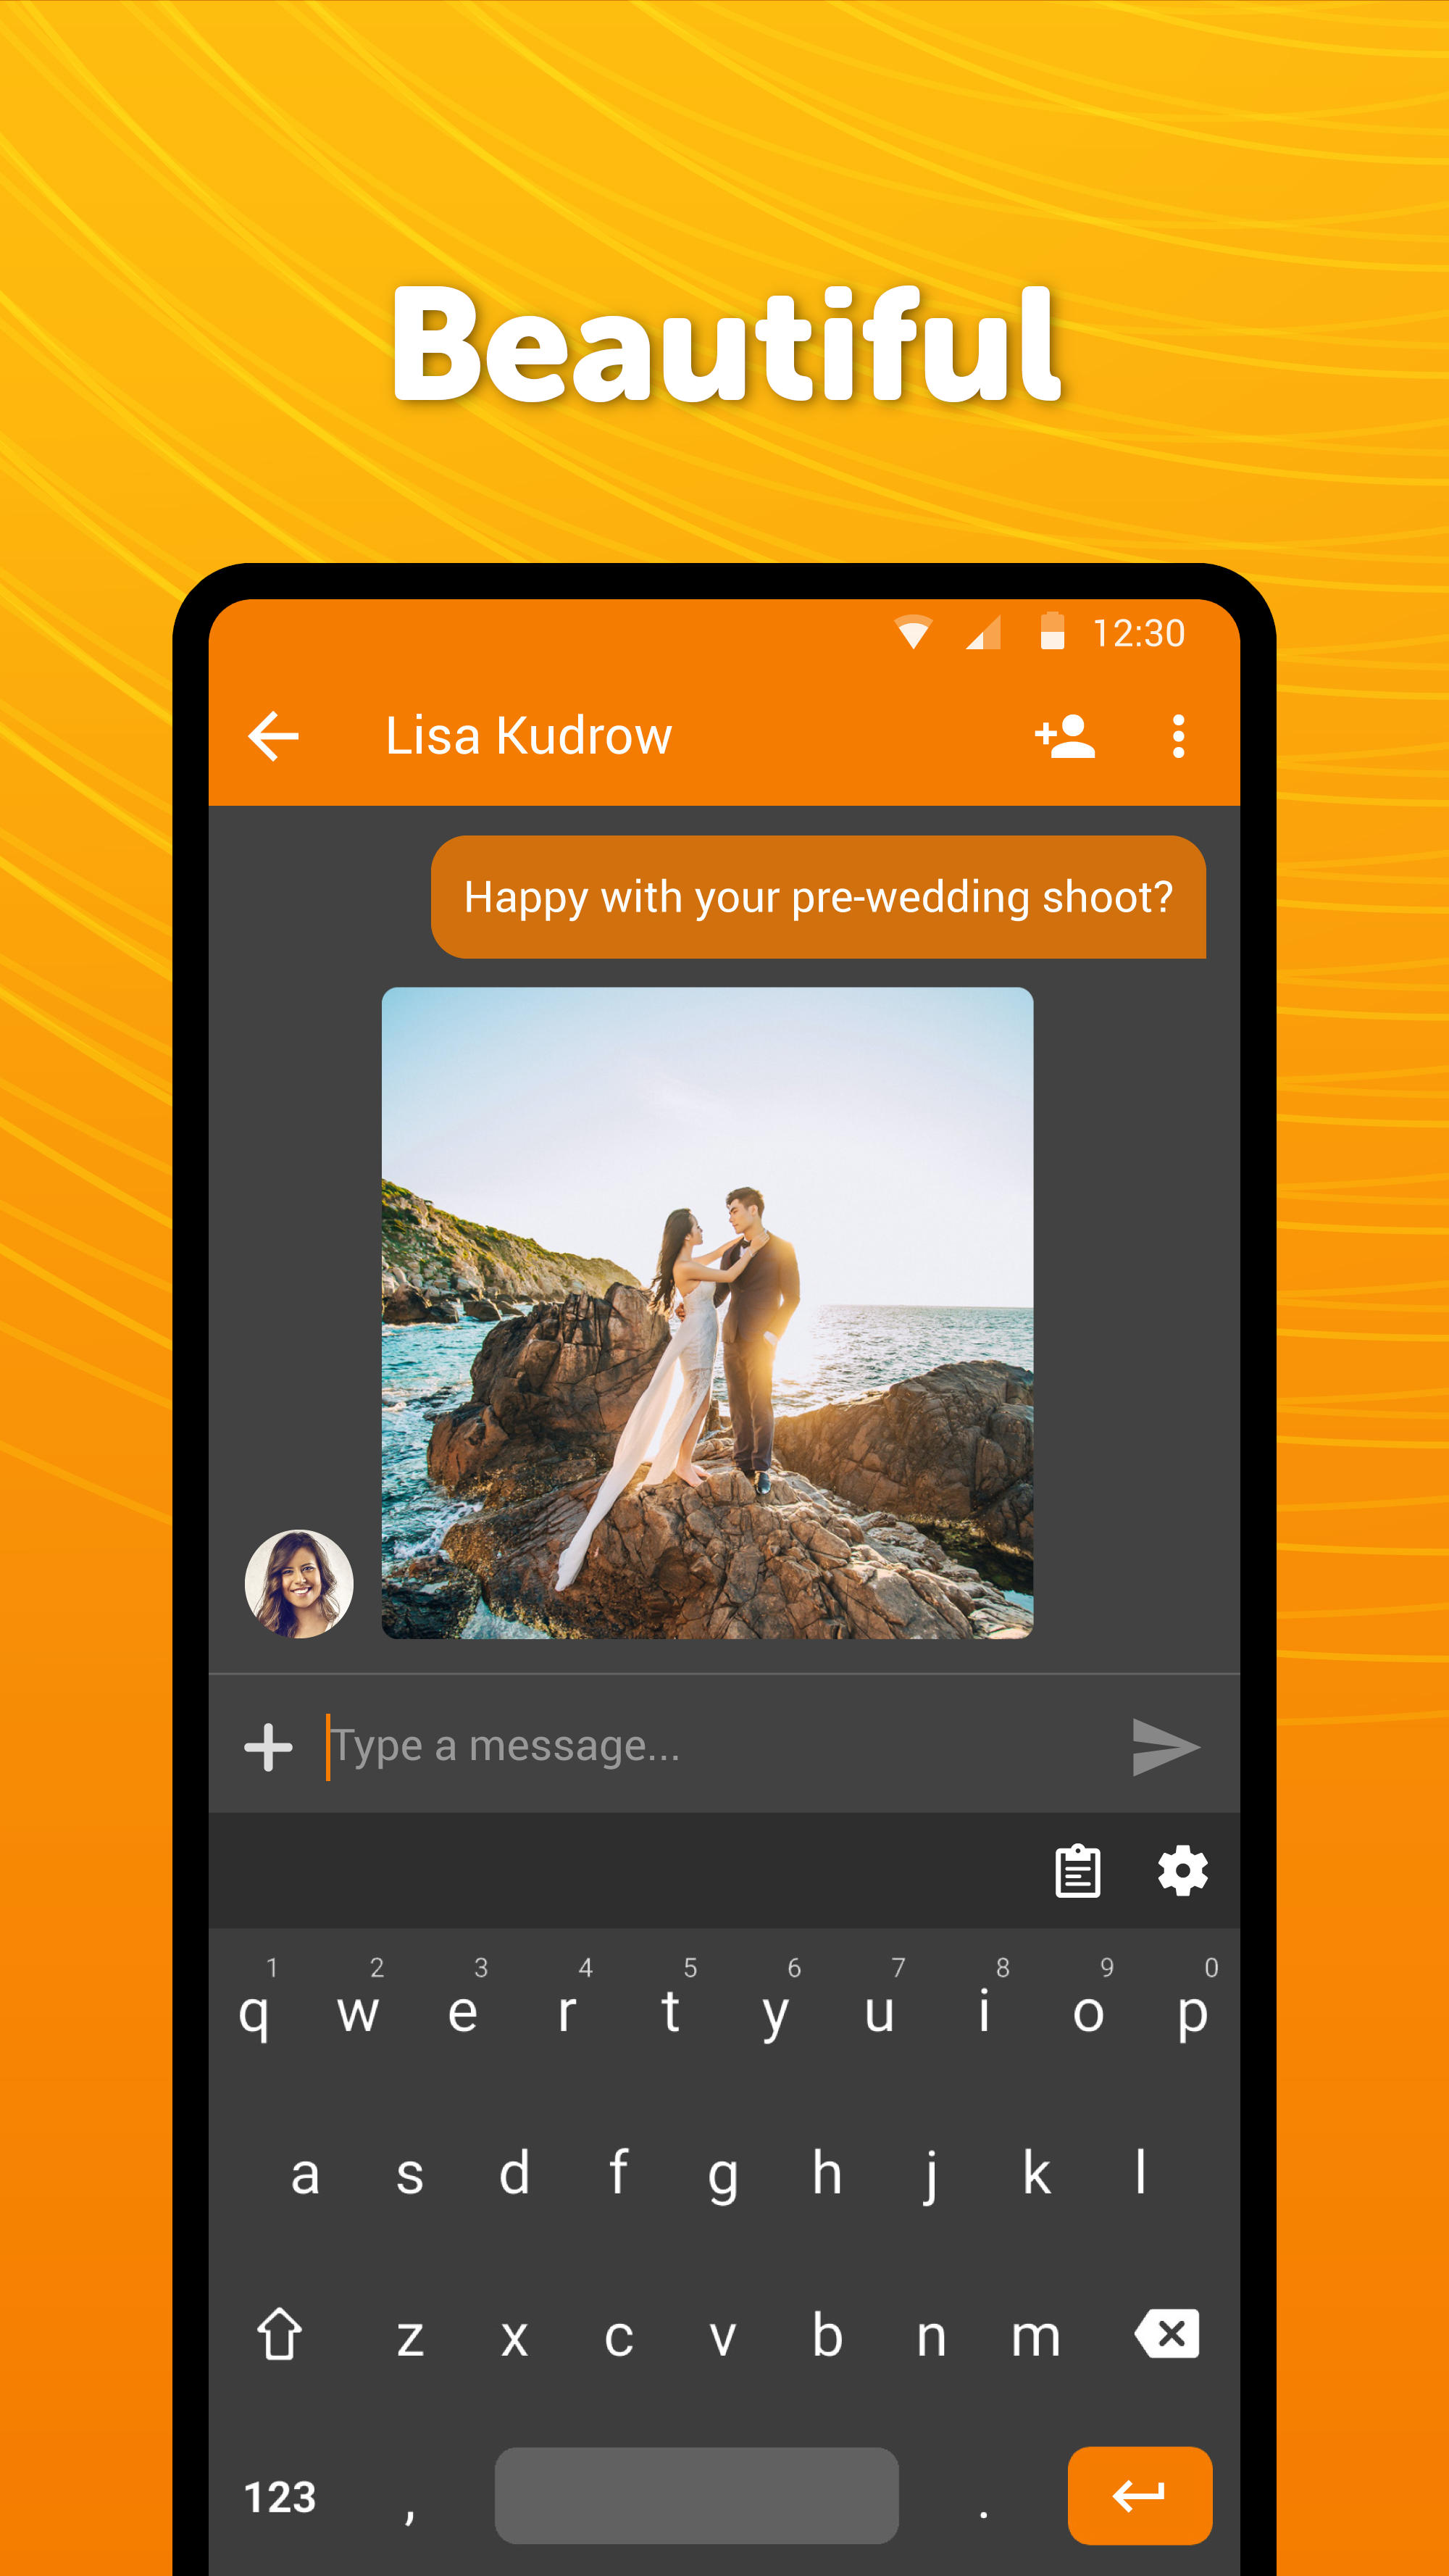 Beautiful
12:30
Lisa Kudrow
Happy with your pre-wedding shoot?
Type a message...
1 2 3 4 5 6 7 8 9 0
q w e r t y u i o p
a s d f g h j k l
z x c v b n m
123 , .